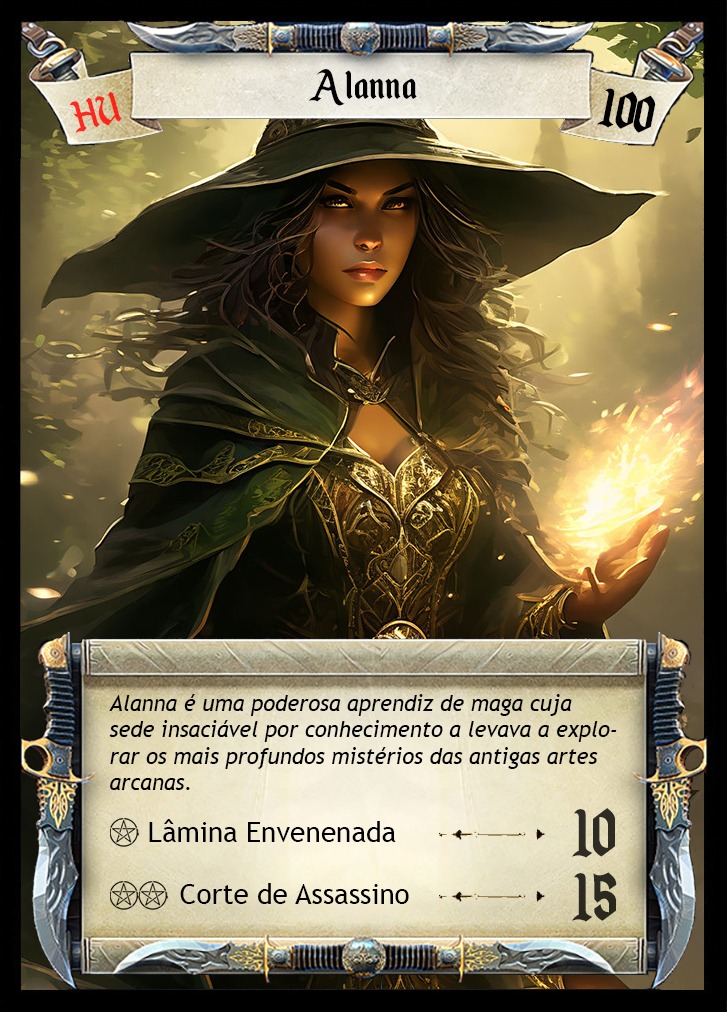 HU
Alanna
100
Alanna é uma poderosa aprendiz de maga cuja
sede insaciável por conhecimento a levava a explo-
rar os mais profundos mistérios das antigas artes
arcanas.
Lâmina Envenenada 10
Corte de Assassino 15